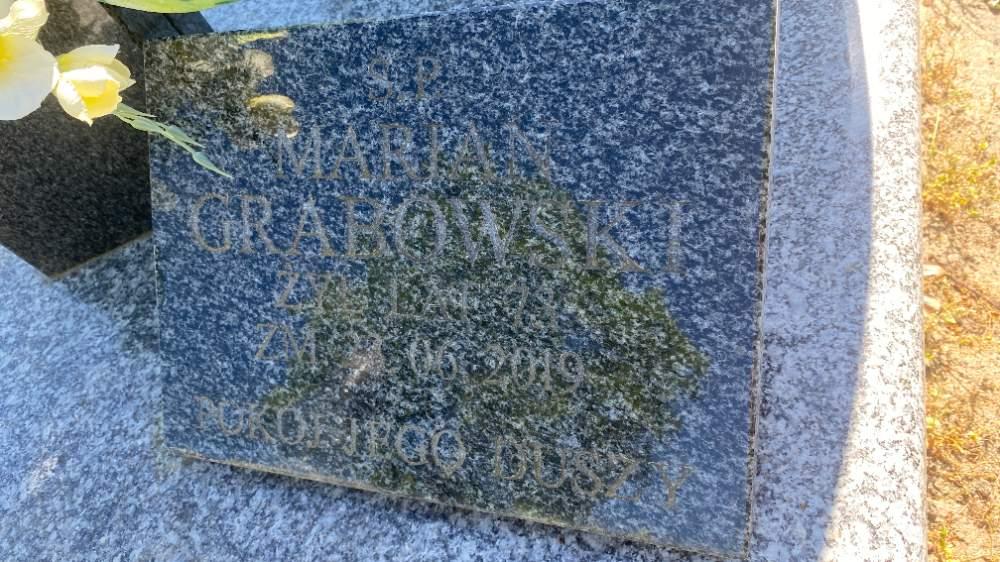 Ś.P.
MARIAN
GRABOWSKI
ŻYŁ LAT
ZM 06.2019
POKÓJ JEGO DUSZY